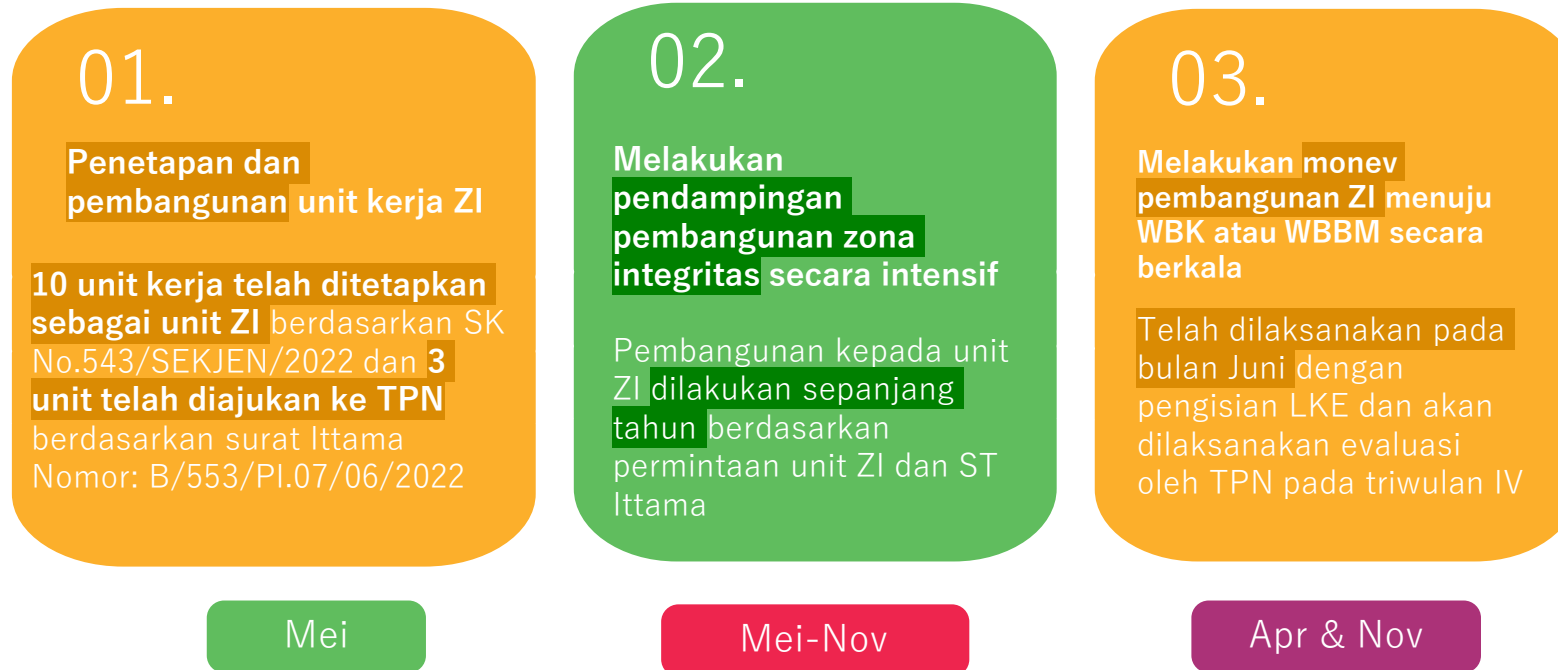 01.
Penetapan dan
pembangunan unit kerja ZI
10 unit kerja telah ditetapkan
sebagai unit ZI berdasarkan SK
No.543/SEKJEN/2022 dan 3
unit telah diajukan ke TPN
berdasarkan surat Ittama
Nomor: B/553/PI.07/06/2022
Mei
02.
Melakukan
pendampingan
pembangunan zona
integritas secara intensif
Pembangunan kepada unit
ZI dilakukan sepanjang
tahun berdasarkan
permintaan unit ZI dan ST
Ittama
Mei-Nov
03.
Melakukan monev
pembangunan ZI menuju
WBK atau WBBM secara
berkala
Telah dilaksanakan pada
bulan Juni dengan
pengisian LKE dan akan
dilaksanakan evaluasi
oleh TPN pada triwulan IV
Apr & Nov